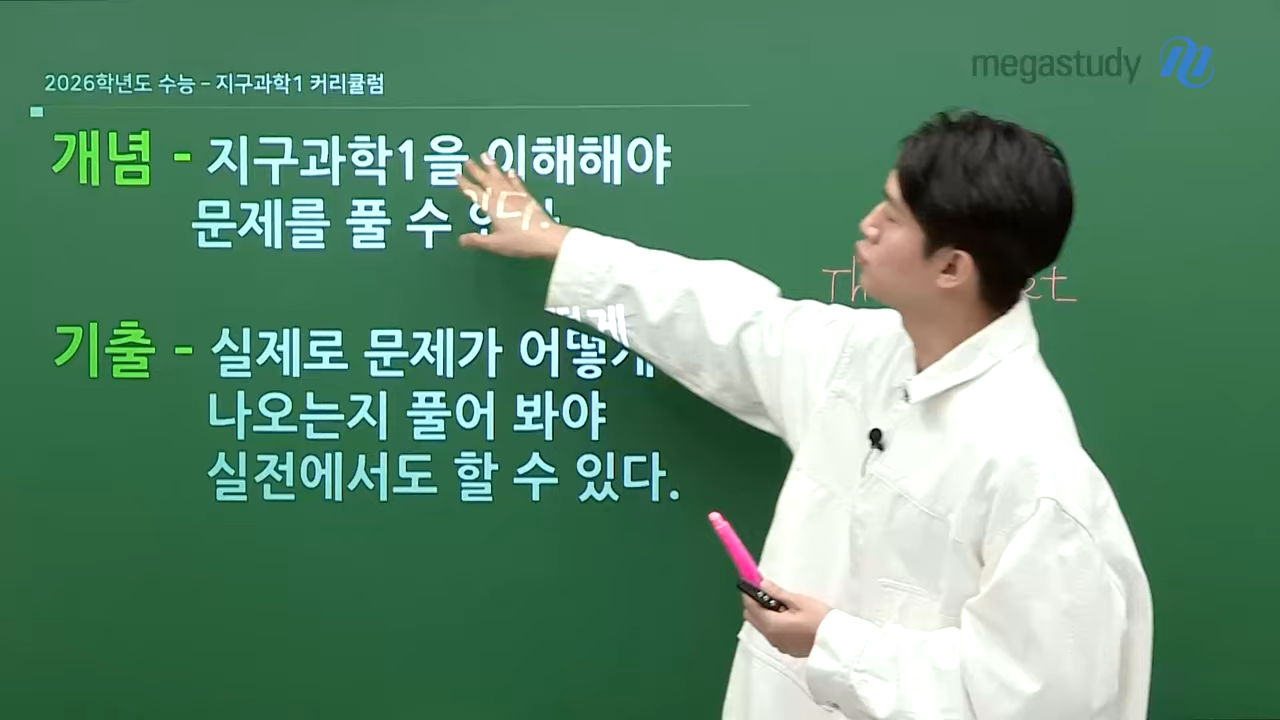 2026학년도 수능 – 지구과학1 커리큘럼
megastudy
개념 - 지구과학1을 이해해야
문제를 풀 수 있다
기출 - 실제로 문제가 어떻게
나오는지 풀어 봐야
실전에서도 할 수 있다.